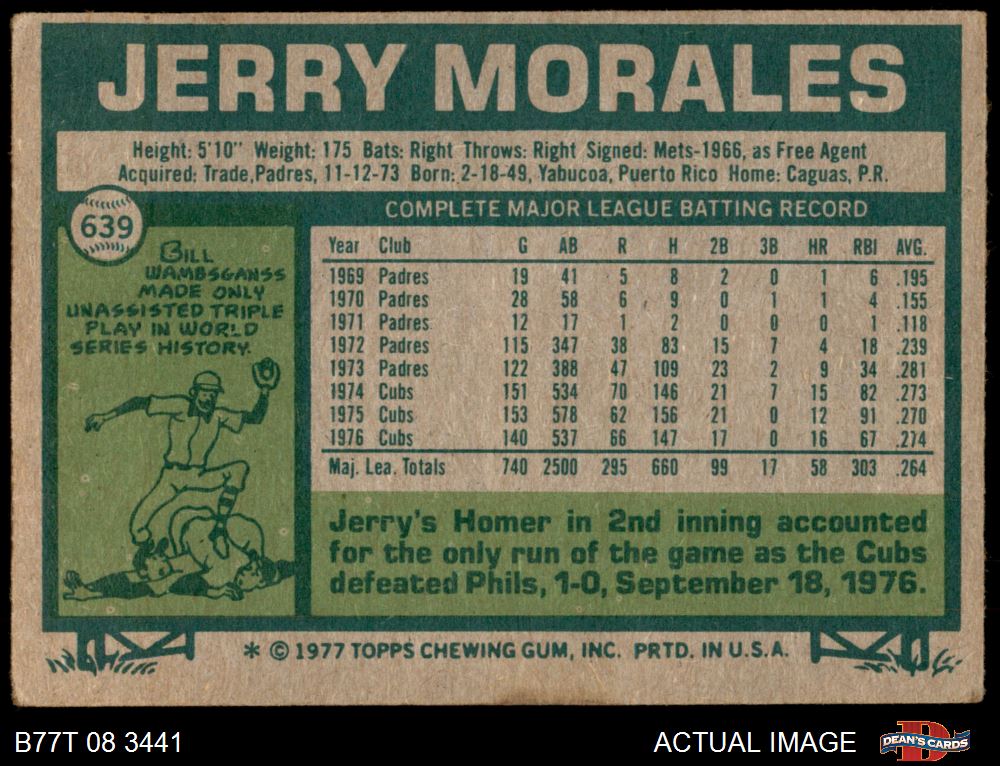 JERRY MORALES
Height: 5'10" Weight: 175 Bats: Right Throws: Right Signed: Mets-1966, as Free Agent
Acquired: Trade,Padres, 11-12-73 Born: 2-18-49, Yabucoa, Puerto Rico Home: Caguas, P.R.
639
BILL
WAMBSGANSS
MADE ONLY
UNASSISTED TRIPLE
PLAY IN WORLD
SERIES HISTORY.
COMPLETE MAJOR LEAGUE BATTING RECORD
Year Club G AB R H 2B 3B HR RBI AVG.
1969 Padres 19 41 5 8 2 0 1 6 .195
1970 Padres 28 58 6 9 0 1 1 4 .155
1971 Padres 12 17 1 2 0 0 0 1 .118
1972 Padres 115 347 38 83 15 7 4 18 .239
1973 Padres 122 388 47 109 23 2 9 34 .281
1974 Cubs 151 534 70 146 21 7 15 82 .273
1975 Cubs 153 578 62 156 21 0 12 91 .270
1976 Cubs 140 537 66 147 17 0 16 67 .274
Maj. Lea. Totals 740 2500 295 660 99 17 58 303 .264
Jerry's Homer in 2nd inning accounted
for the only run of the game as the Cubs
defeated Phils, 1-0, September 18, 1976.
* © 1977 TOPPS CHEWING GUM, INC. PRTD. IN U.S.A.
B77T 08 3441
ACTUAL IMAGE
DEAN'S CARDS